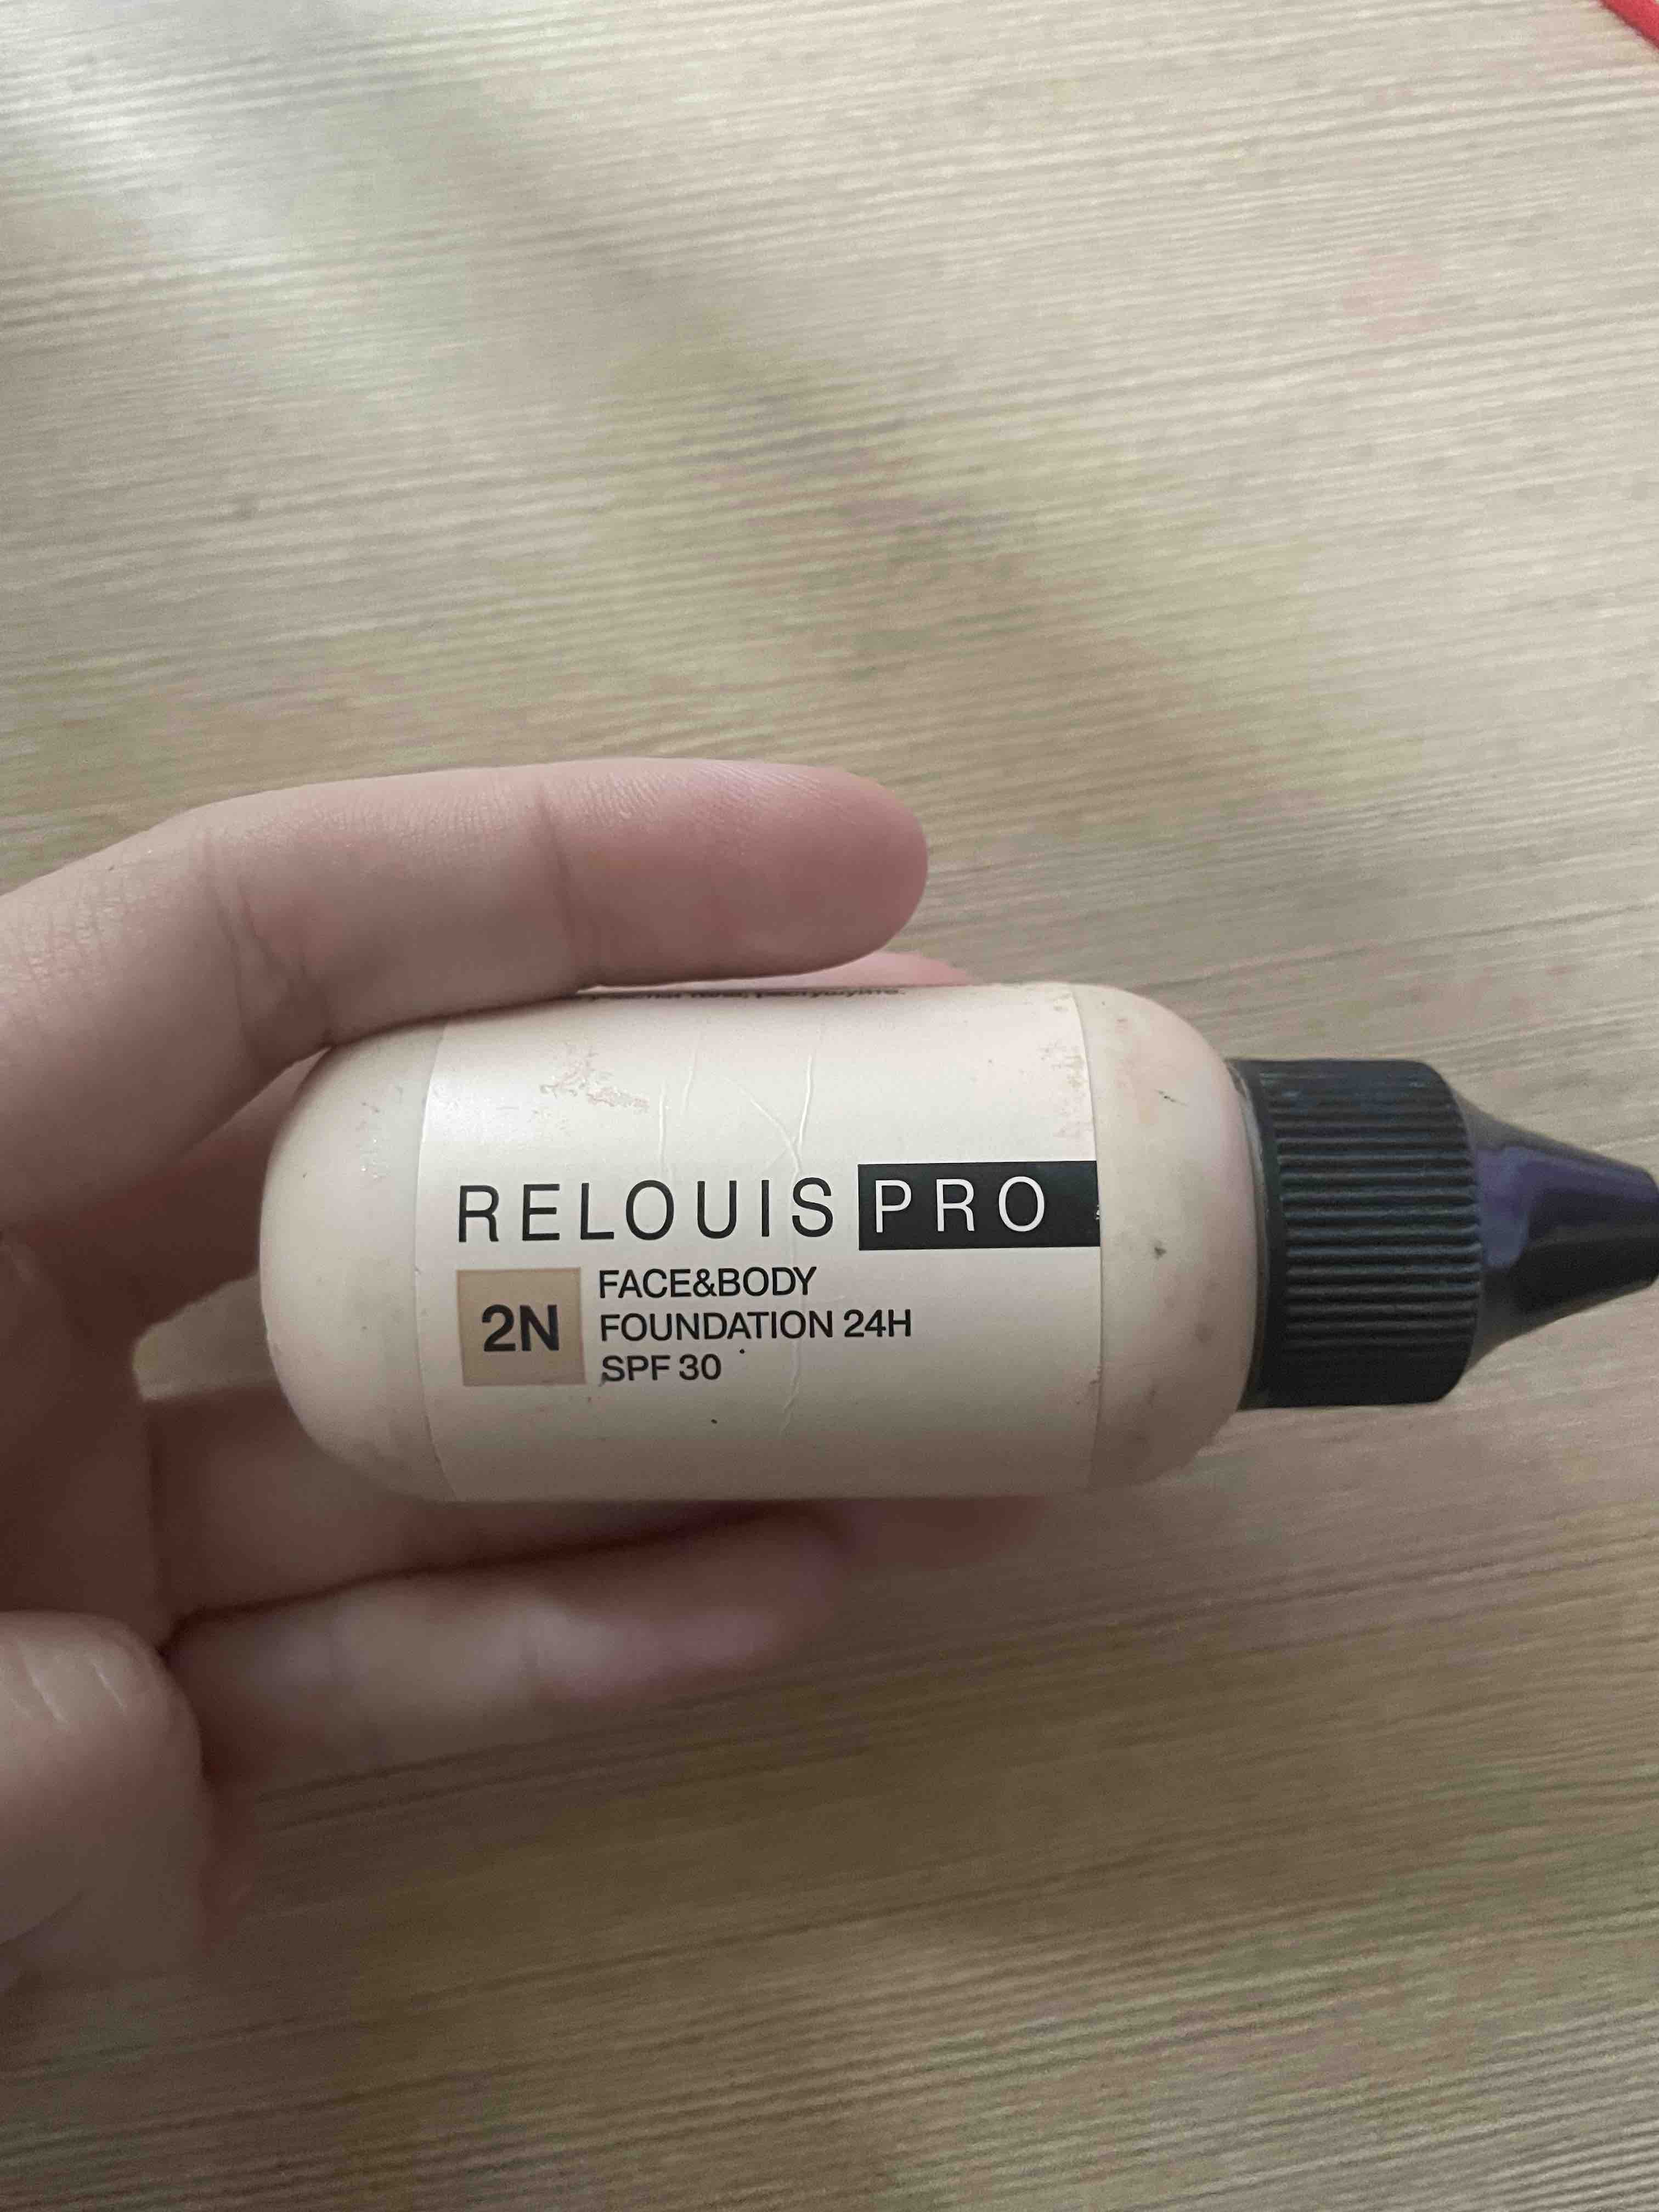 RELOUIS PRO
2N
FACE&BODY
FOUNDATION 24H
SPF 30